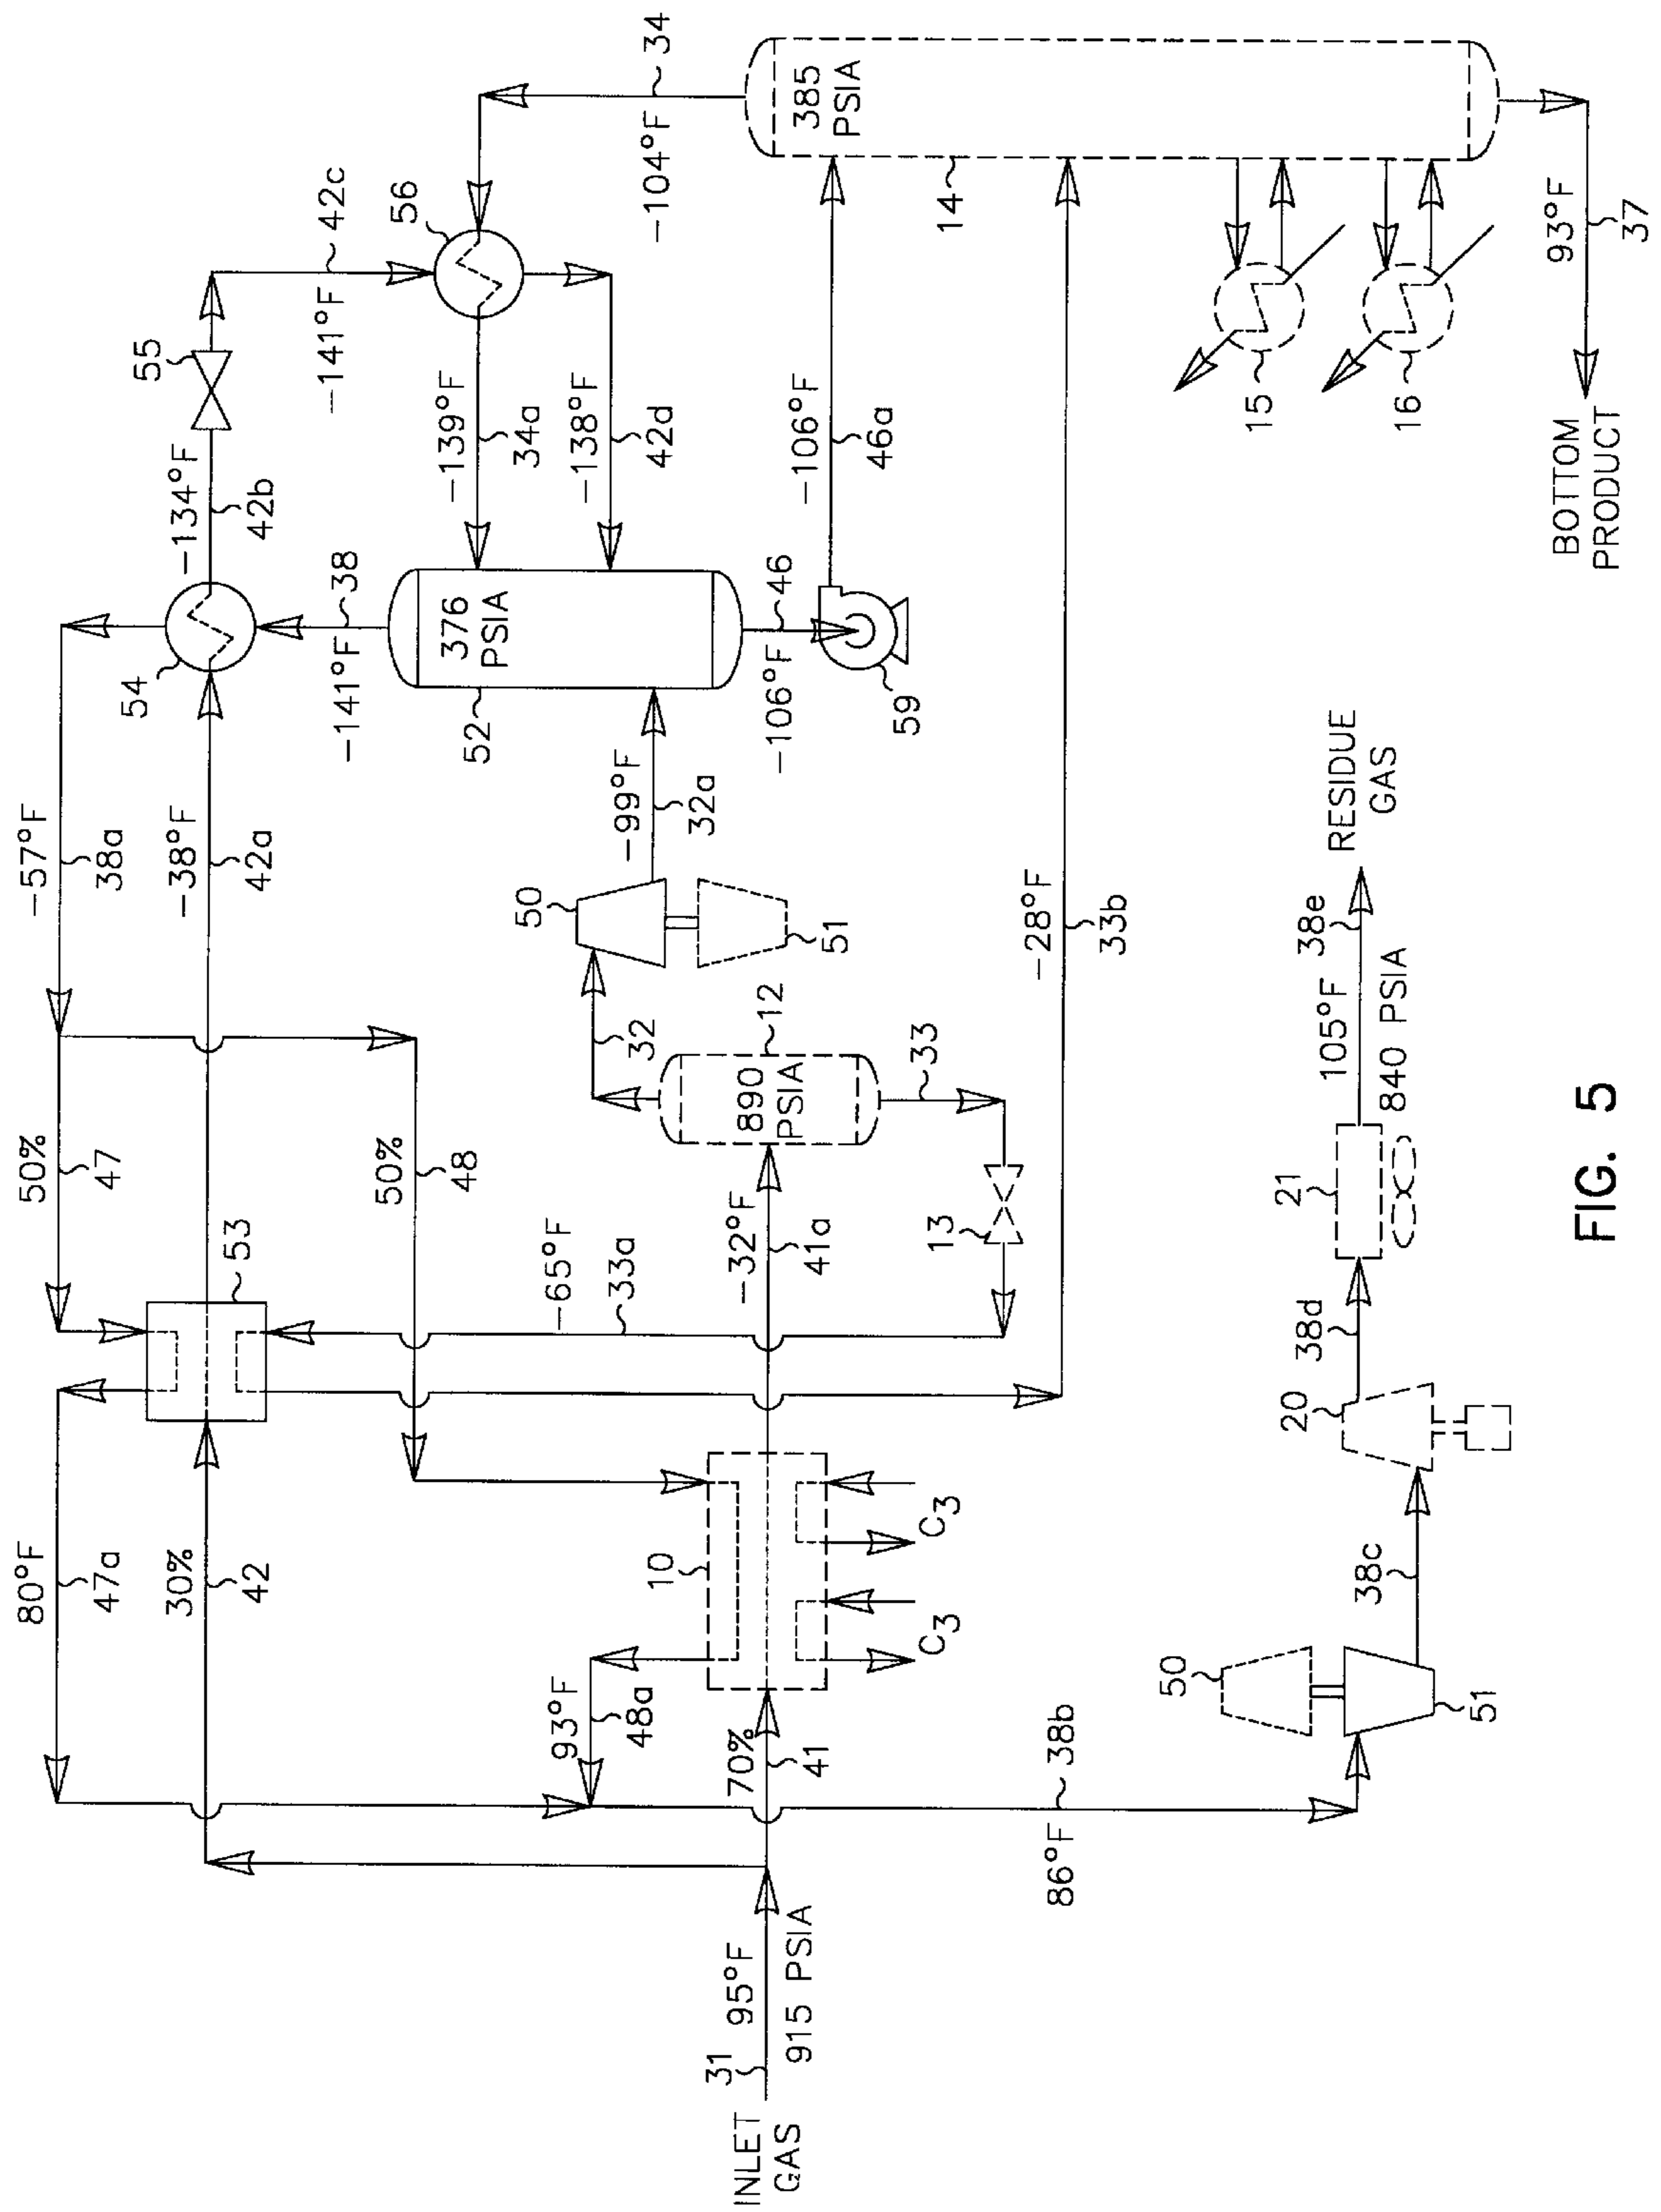 -57°F
38a
50%
47
80°F
47a
54
-134°F
42b
55
-141°F
42c
-38°F
42a
53
30%
42
-141°F
38
56
-139°F
34a
-138°F
42d
-104°F
34
376
PSIA
52
50%
48
50
51
-99°F
32a
-106°F
46
59
-106°F
46a
385
PSIA
14
32
12
890
PSIA
33
13
-65°F
33a
-32°F
41a
-28°F
33b
10
C3
C3
93°F
48a
70%
41
31
95°F
915 PSIA
INLET
GAS
86°F
38b
50
51
38c
20
38d
21
105°F
38e
840 PSIA
RESIDUE
GAS
15
16
93°F
37
BOTTOM
PRODUCT
FIG. 5